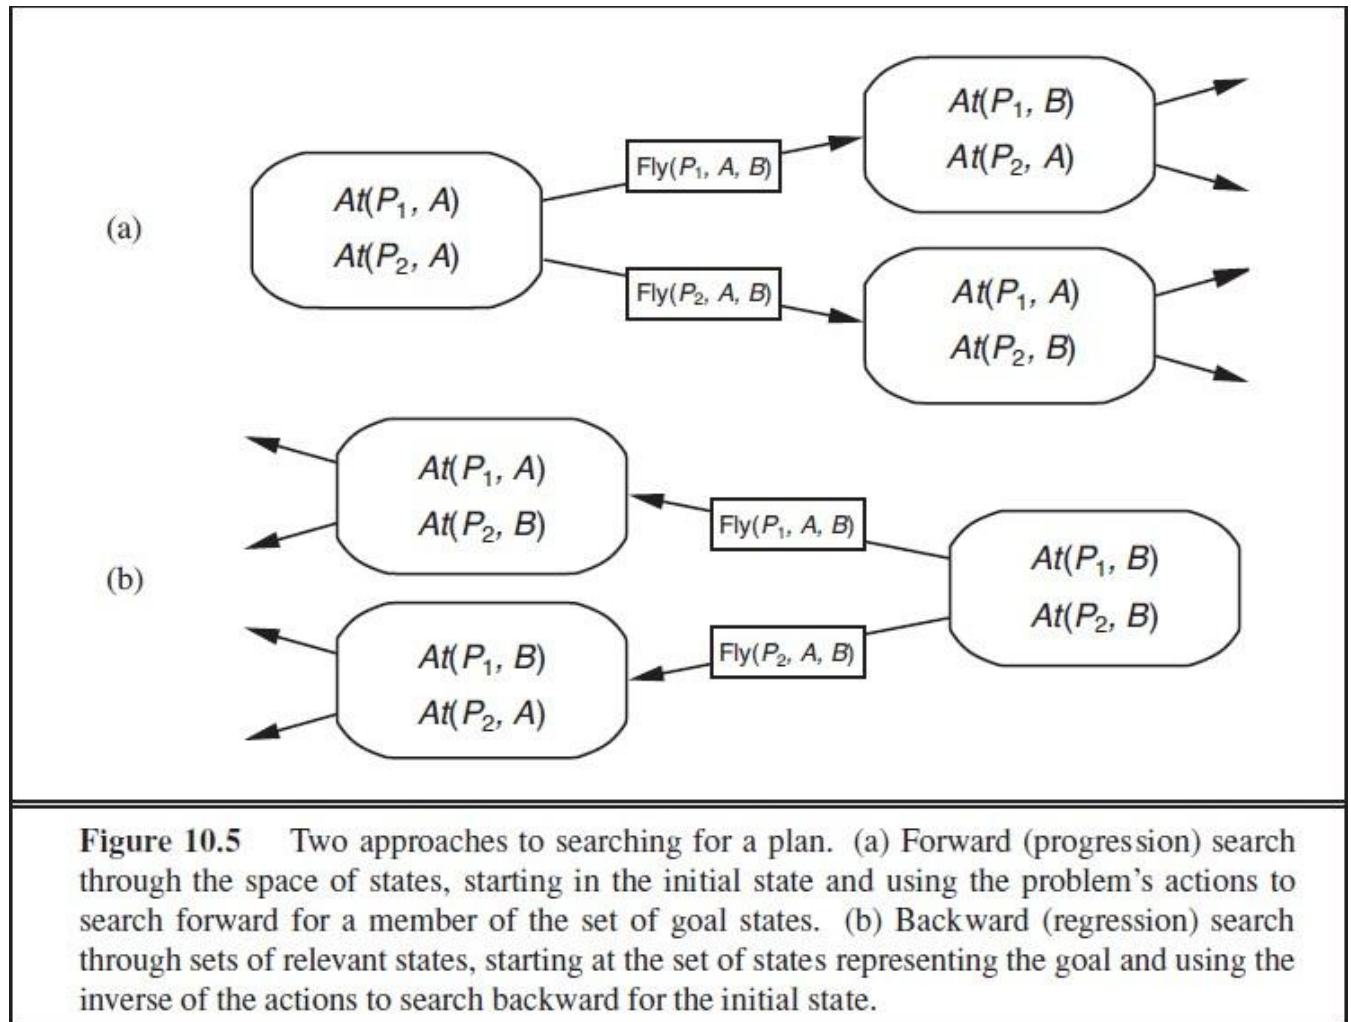 (a)
At(P₁, A)
At(P₂, A)
Fly(P₁, A, B)
Fly(P₂, A, B)
At(P₁, B)
At(P₂, A)
At(P₁, A)
At(P₂, B)
(b)
At(P₁, A)
At(P₂, B)
At(P₁, B)
At(P₂, A)
Fly(P₁, A, B)
Fly(P₂, A, B)
At(P₁, B)
At(P₂, B)
Figure 10.5 Two approaches to searching for a plan. (a) Forward (progression) search
through the space of states, starting in the initial state and using the problem’s actions to
search forward for a member of the set of goal states. (b) Backward (regression) search
through sets of relevant states, starting at the set of states representing the goal and using the
inverse of the actions to search backward for the initial state.